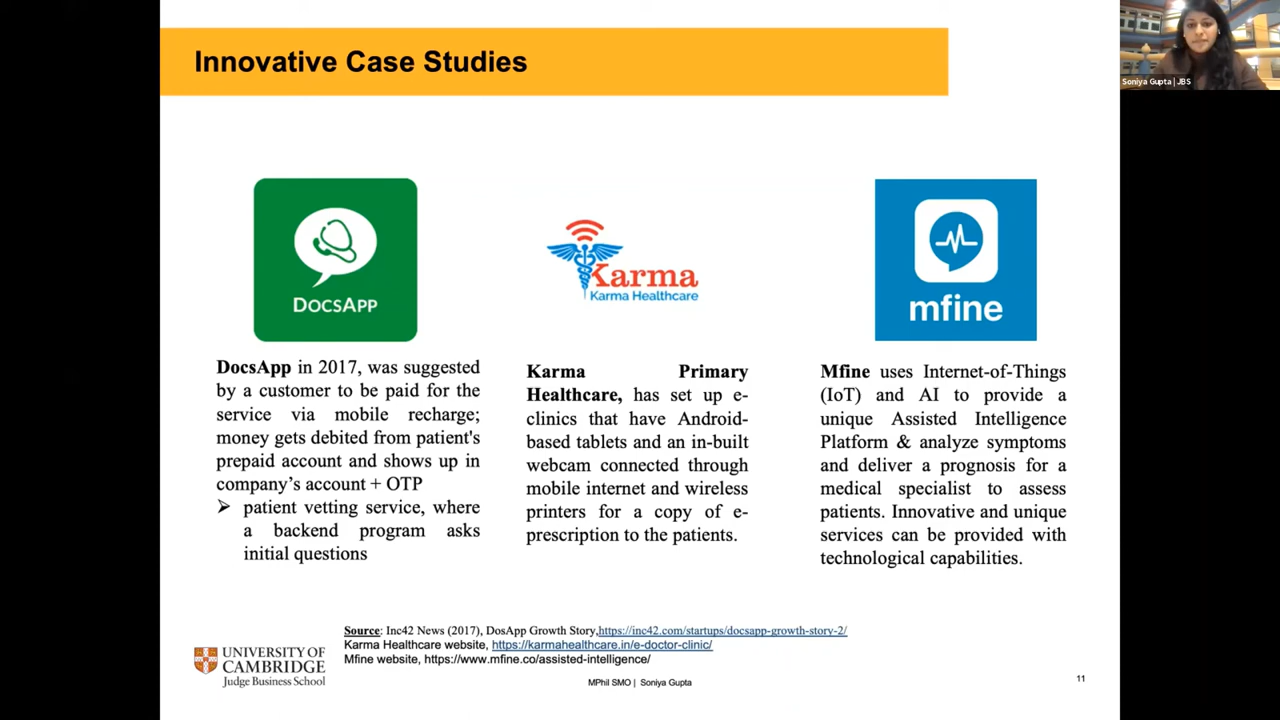 Innovative Case Studies
Soniya Gupta | JBS
DOCSAPP
Karma
Karma Healthcare
mfine
DocsApp in 2017, was suggested
by a customer to be paid for the
service via mobile recharge;
money gets debited from patient's
prepaid account and shows up in
company's account + OTP
➢ patient vetting service, where
a backend program asks
initial questions
Karma Primary
Healthcare, has set up e-
clinics that have Android-
based tablets and an in-built
webcam connected through
mobile internet and wireless
printers for a copy of e-
prescription to the patients.
Mfine uses Internet-of-Things
(IoT) and AI to provide a
unique Assisted Intelligence
Platform & analyze symptoms
and deliver a prognosis for a
medical specialist to assess
patients. Innovative and unique
services can be provided with
technological capabilities.
Source: Inc42 News (2017), DosApp Growth Story,https://inc42.com/startups/docsapp-growth-story-2/
Karma Healthcare website, https://karmahealthcare.in/e-doctor-clinic/
Mfine website, https://www.mfine.co/assisted-intelligence/
UNIVERSITY OF
CAMBRIDGE
Judge Business School
MPhil SMO | Soniya Gupta
11